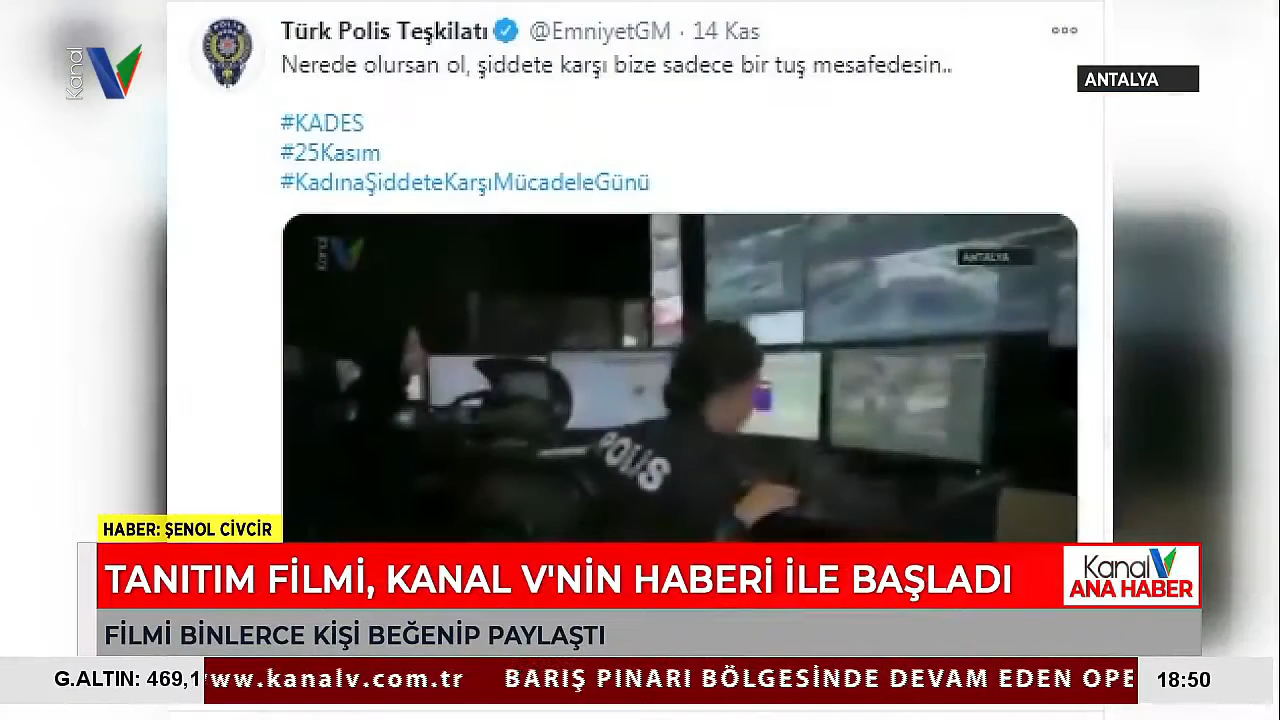 Kanal V
Türk Polis Teşkilatı @EmniyetGM · 14 Kas
Nerede olursan ol, şiddete karşı bize sadece bir tuş mesafedesin..
ANTALYA
#KADES
#25Kasım
#KadınaŞiddeteKarşıMücadeleGünü
Kanal V
ANTALYA
POLIS
HABER: ŞENOL CİVCİR
TANITIM FİLMİ, KANAL V'NİN HABERİ İLE BAŞLADI
Kanal V
ANA HABER
FİLMİ BİNLERCE KİŞİ BEĞENİP PAYLAŞTI
G.ALTIN: 469,1
www.kanalv.com.tr BARIŞ PINARI BÖLGESİNDE DEVAM EDEN OPE
18:50